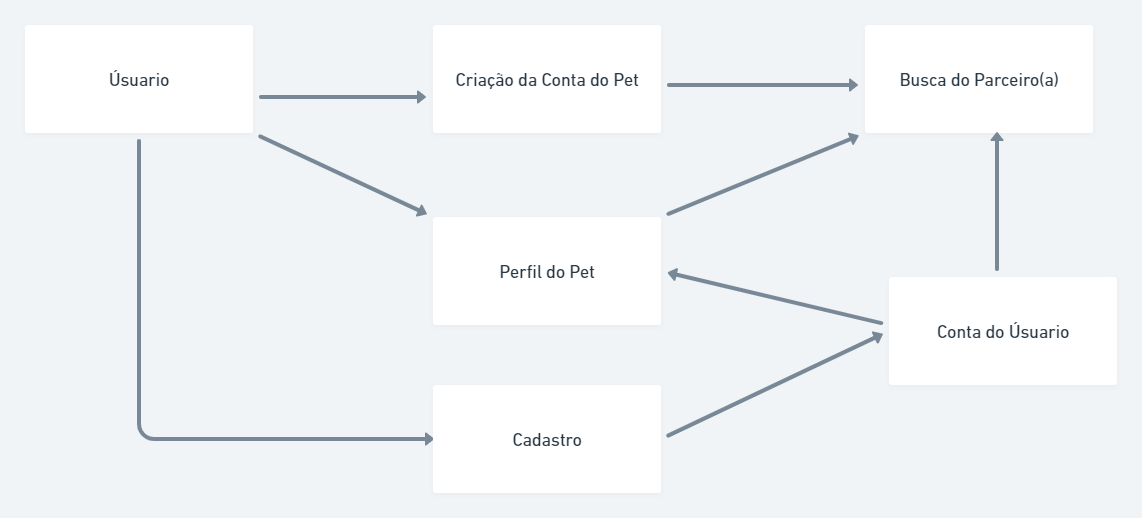 Úsuario
Criação da Conta do Pet
Busca do Parceiro(a)
Perfil do Pet
Conta do Úsuario
Cadastro